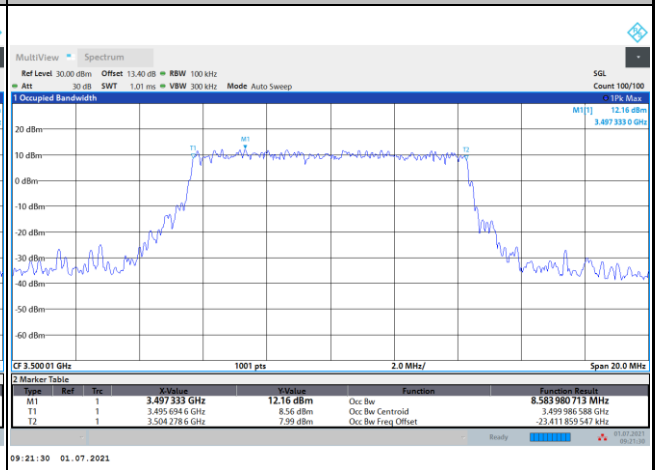 MultiView Spectrum
Ref Level 30.00 dBm Offset 13.40 dB RBW 100 kHz SGL
Att 30 dB SWT 1.01 ms VBW 300 kHz Mode Auto Sweep Count 100/100
1 Occupied Bandwidth 1Pk Max
M1[1] 12.16 dBm
3.497 333 0 GHz
20 dBm
M1
T1 T2
10 dBm
0 dBm
-10 dBm
-20 dBm
-30 dBm
-40 dBm
-50 dBm
-60 dBm
CF 3.500 01 GHz 1001 pts 2.0 MHz/ Span 20.0 MHz
2 Marker Table
Type Ref Trc X-Value Y-Value Function Function Result
M1 1 3.497 333 GHz 12.16 dBm Occ Bw 8.583 980 713 MHz
T1 1 3.495 694 6 GHz 8.56 dBm Occ Bw Centroid 3.499 986 588 GHz
T2 1 3.504 278 6 GHz 7.99 dBm Occ Bw Freq Offset -23.411 859 547 kHz
Ready 01.07.2021
09:21:30
09:21:30 01.07.2021